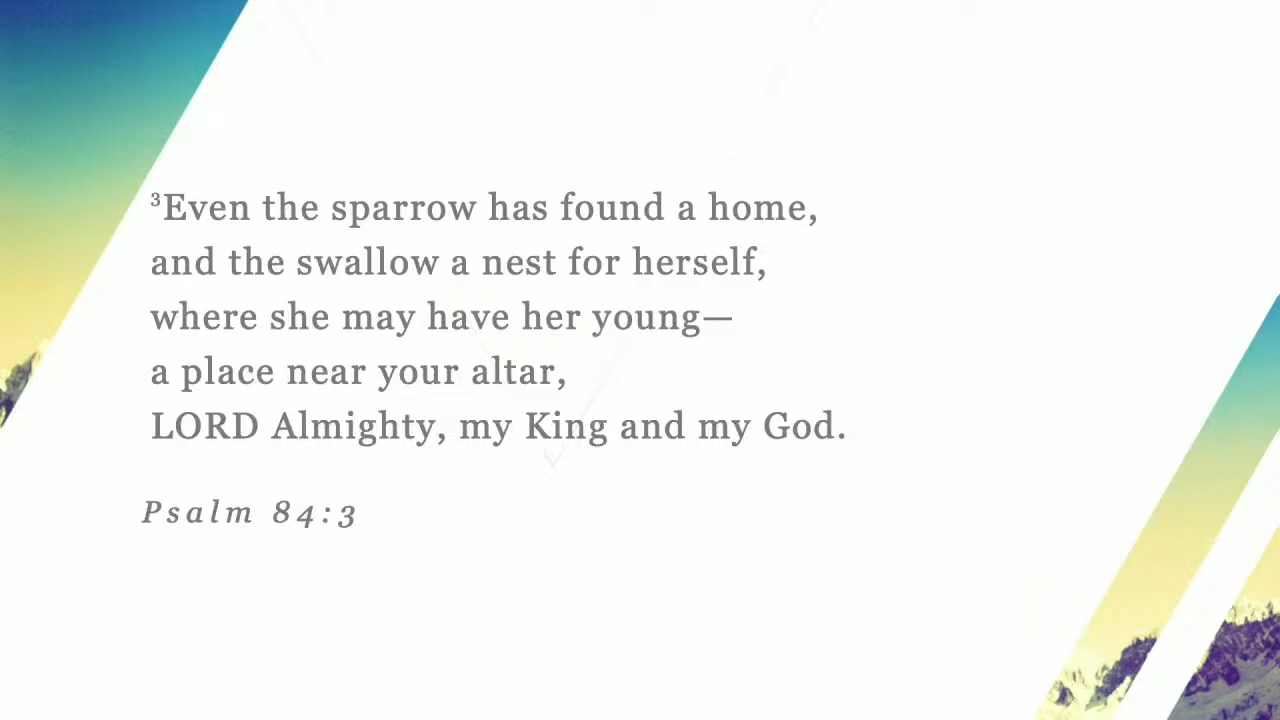 ³Even the sparrow has found a home,
and the swallow a nest for herself,
where she may have her young—
a place near your altar,
LORD Almighty, my King and my God.
Psalm 84:3